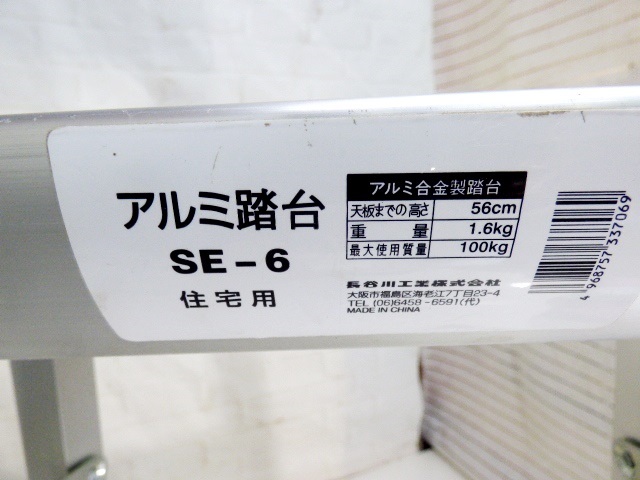 アルミ踏台
SE-6
住宅用
アルミ合金製踏台
天板までの高さ 56cm
重量 1.6kg
最大使用質量 100kg
長谷川工業株式会社
大阪市福島区海老江7丁目23-4
TEL (06)6458-6591(代)
MADE IN CHINA
4 968757 337069